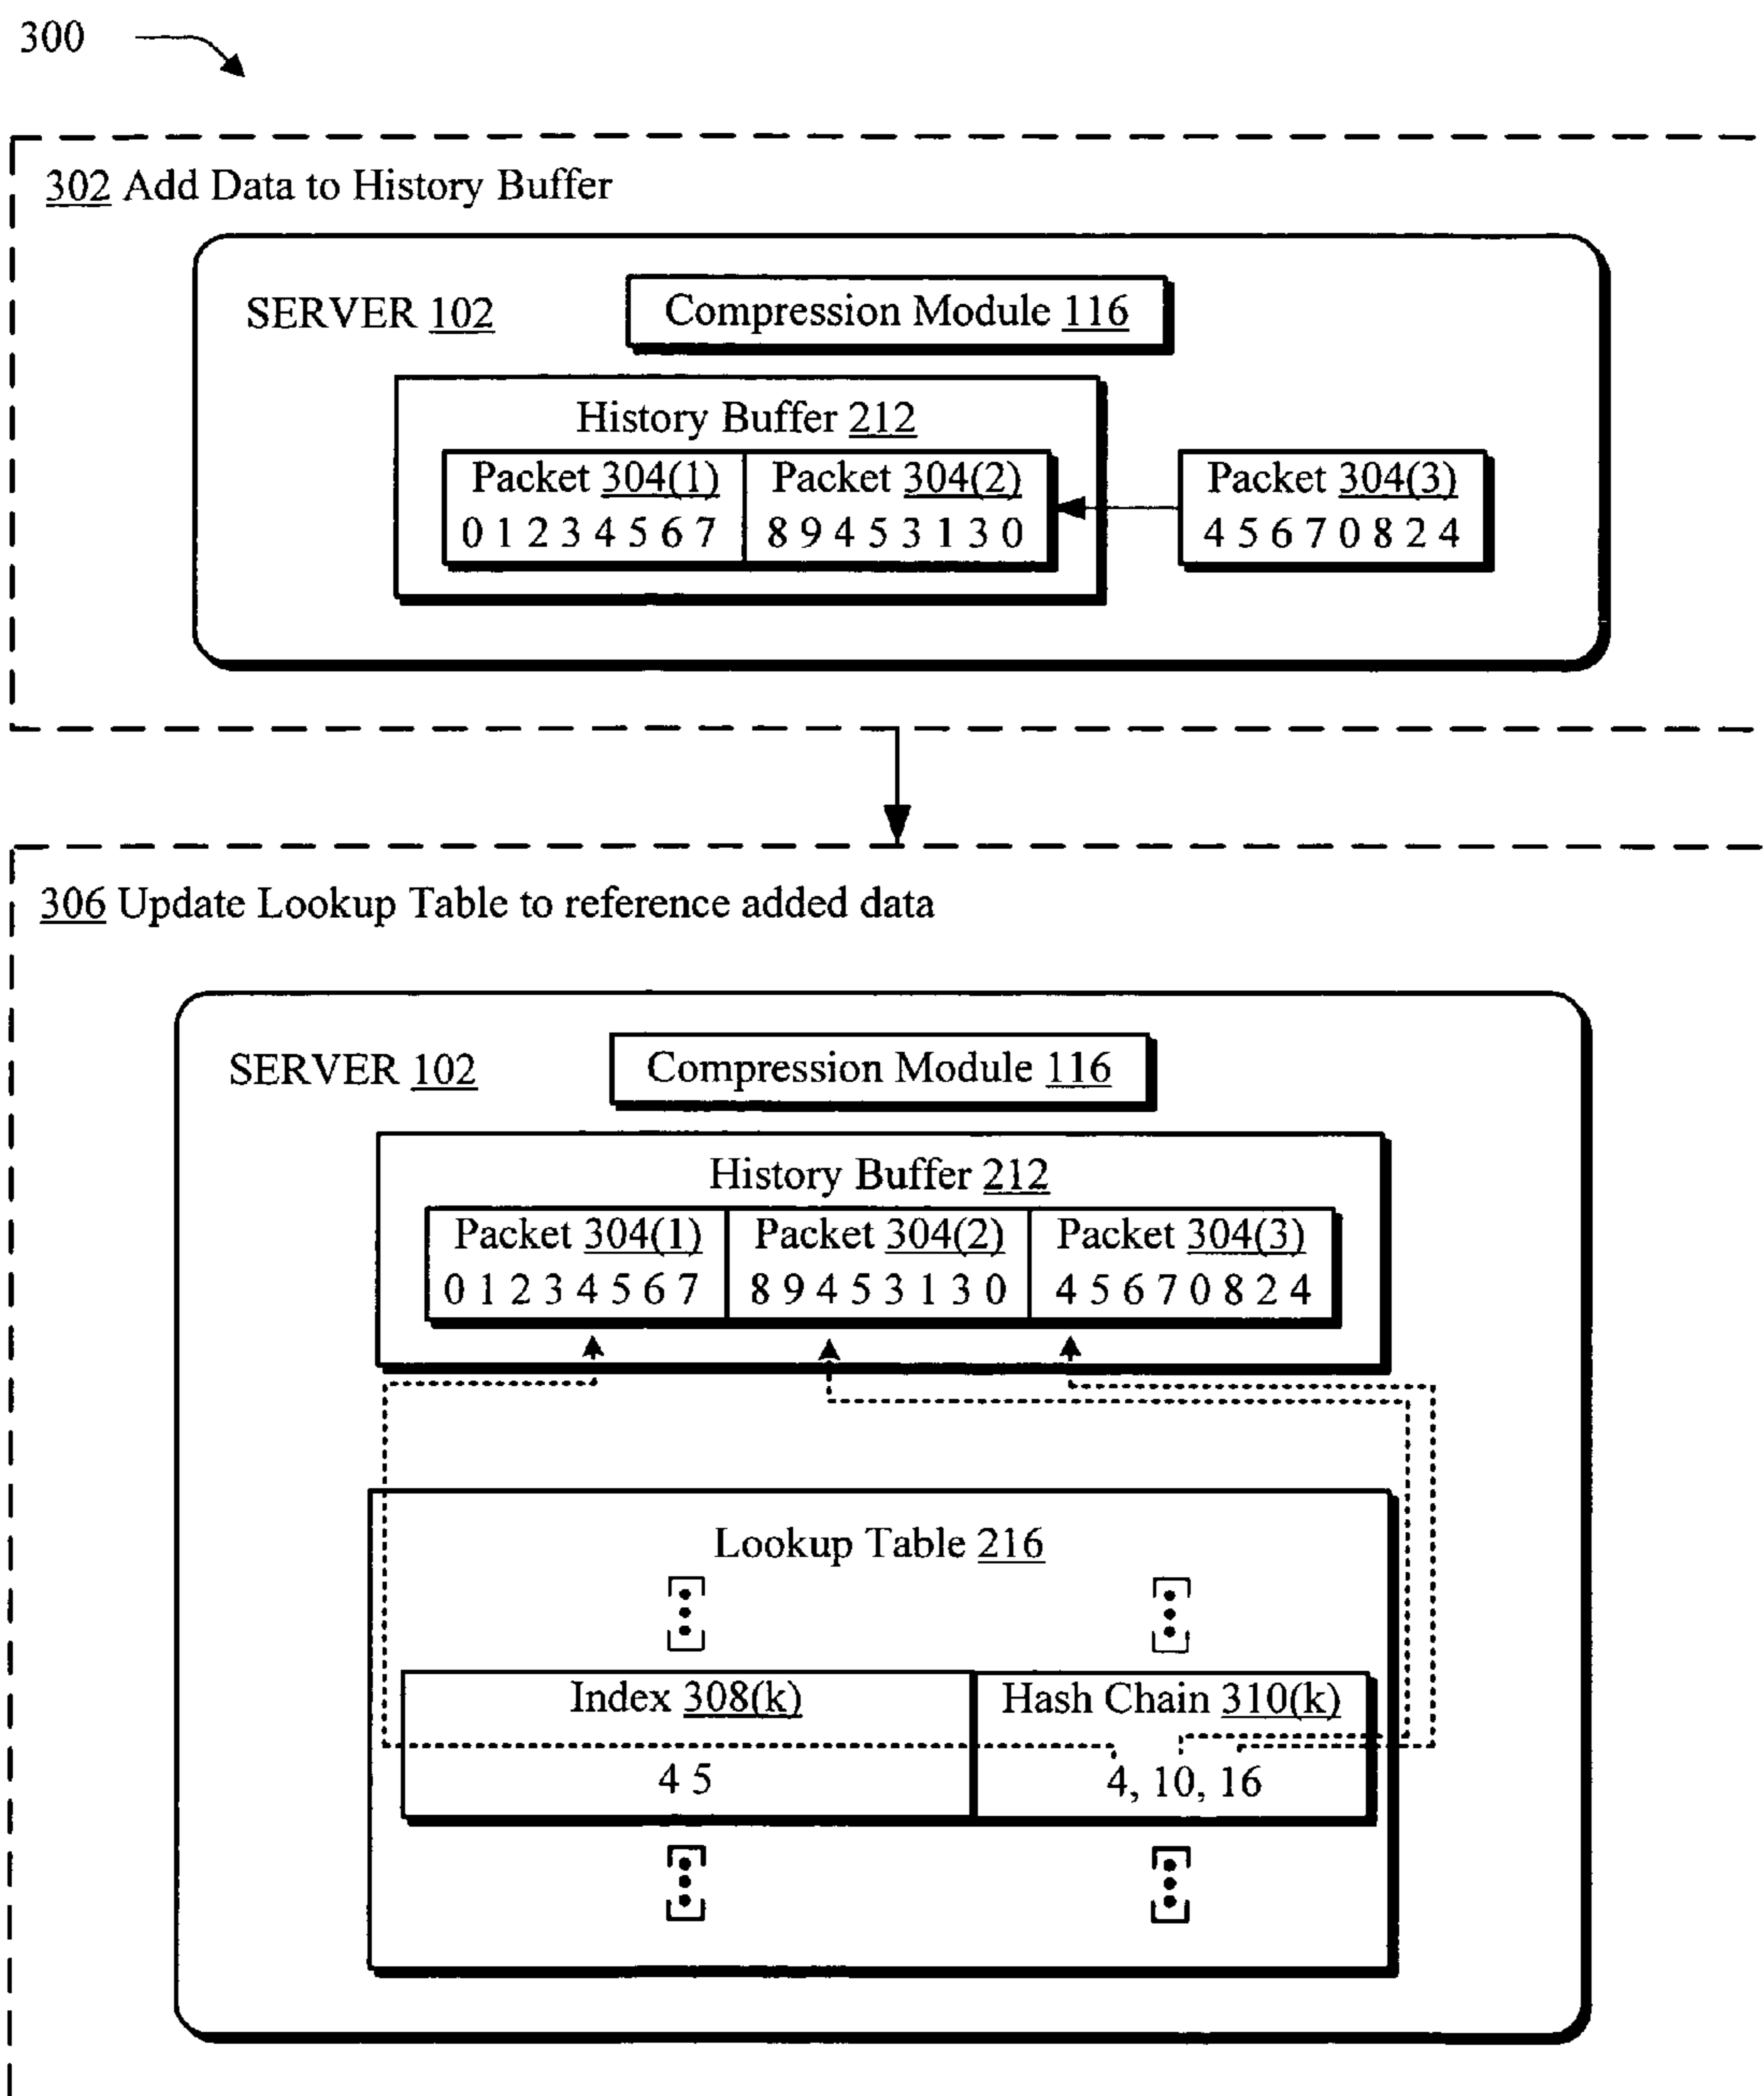 300
302 Add Data to History Buffer
SERVER 102
Compression Module 116
History Buffer 212
Packet 304(1) Packet 304(2) Packet 304(3)
0 1 2 3 4 5 6 7 8 9 4 5 3 1 3 0 4 5 6 7 0 8 2 4
306 Update Lookup Table to reference added data
SERVER 102
Compression Module 116
History Buffer 212
Packet 304(1) Packet 304(2) Packet 304(3)
0 1 2 3 4 5 6 7 8 9 4 5 3 1 3 0 4 5 6 7 0 8 2 4
Lookup Table 216
Index 308(k) Hash Chain 310(k)
4 5 4, 10, 16